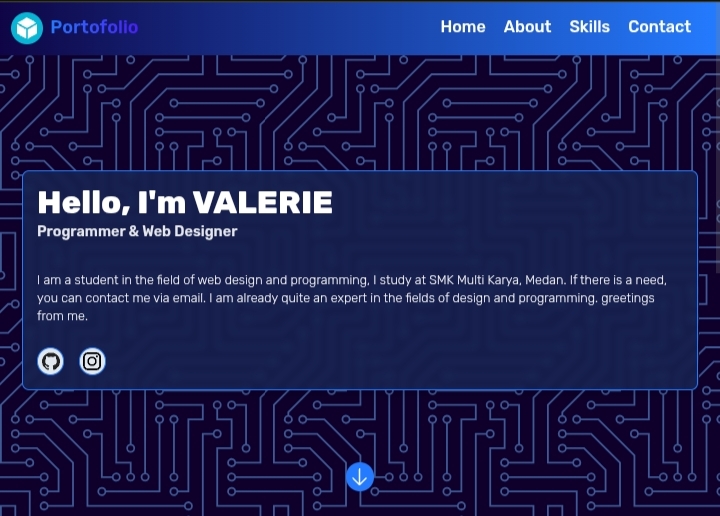 Portofolio
Home About Skills Contact
Hello, I'm VALERIE
Programmer & Web Designer
I am a student in the field of web design and programming, I study at SMK Multi Karya, Medan. If there is a need,
you can contact me via email. I am already quite an expert in the fields of design and programming. greetings
from me.